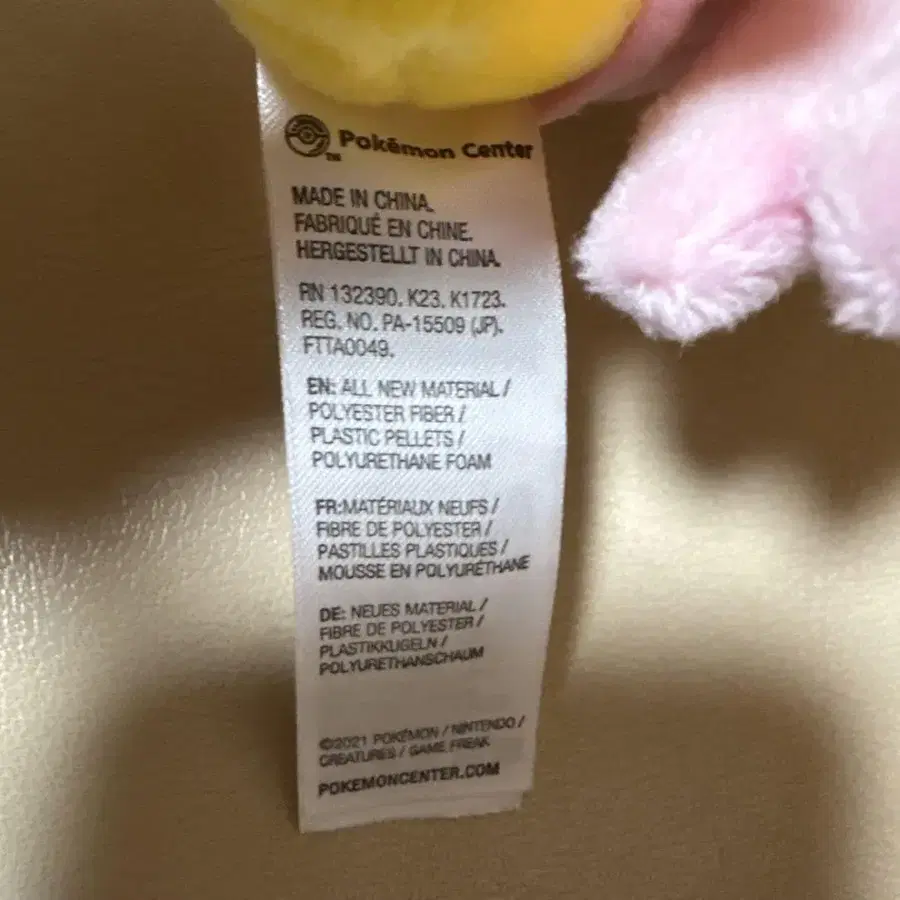 Pokémon Center
TM
MADE IN CHINA.
FABRIQUÉ EN CHINE.
HERGESTELLT IN CHINA.
RN 132390. K23. K1723.
REG. NO. PA-15509 (JP).
FTTA0049.
EN: ALL NEW MATERIAL /
POLYESTER FIBER /
PLASTIC PELLETS /
POLYURETHANE FOAM
FR:MATÉRIAUX NEUFS /
FIBRE DE POLYESTER /
PASTILLES PLASTIQUES /
MOUSSE EN POLYURÉTHANE
DE: NEUES MATERIAL /
FIBRE DE POLYESTER /
PLASTIKKUGELN /
POLYURETHANSCHAUM
©2021 POKÉMON / NINTENDO /
CREATURES / GAME FREAK
POKEMONCENTER.COM